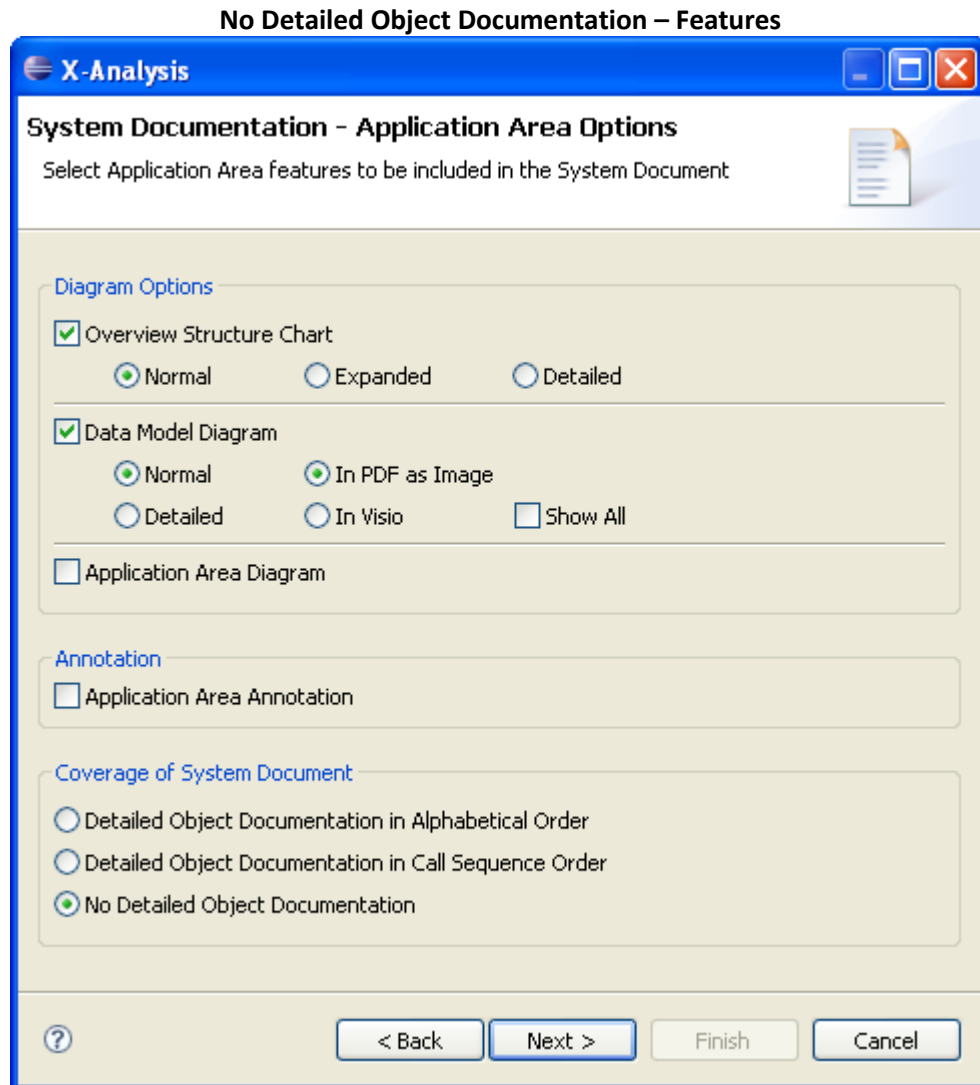 No Detailed Object Documentation – Features
X-Analysis
System Documentation - Application Area Options
Select Application Area features to be included in the System Document
Diagram Options
Overview Structure Chart
Normal Expanded Detailed
Data Model Diagram
Normal In PDF as Image
Detailed In Visio Show All
Application Area Diagram
Annotation
Application Area Annotation
Coverage of System Document
Detailed Object Documentation in Alphabetical Order
Detailed Object Documentation in Call Sequence Order
No Detailed Object Documentation
? < Back Next > Finish Cancel